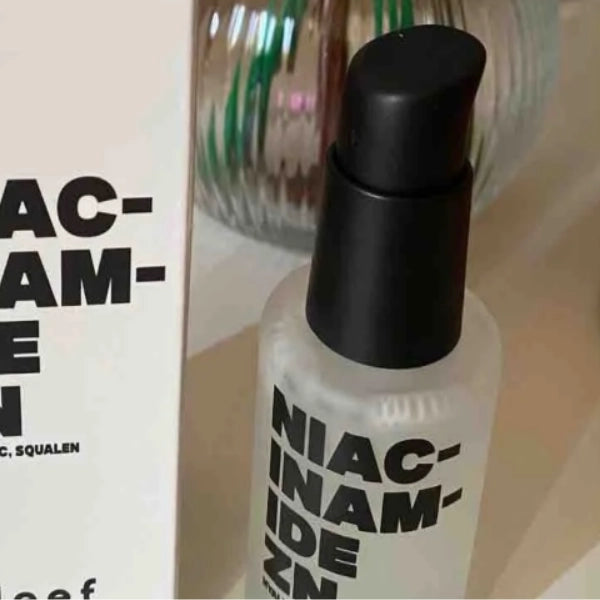 AC-
AM-
E
N
C, SQUALEN
NIAC-
INAM-
IDE
ZN